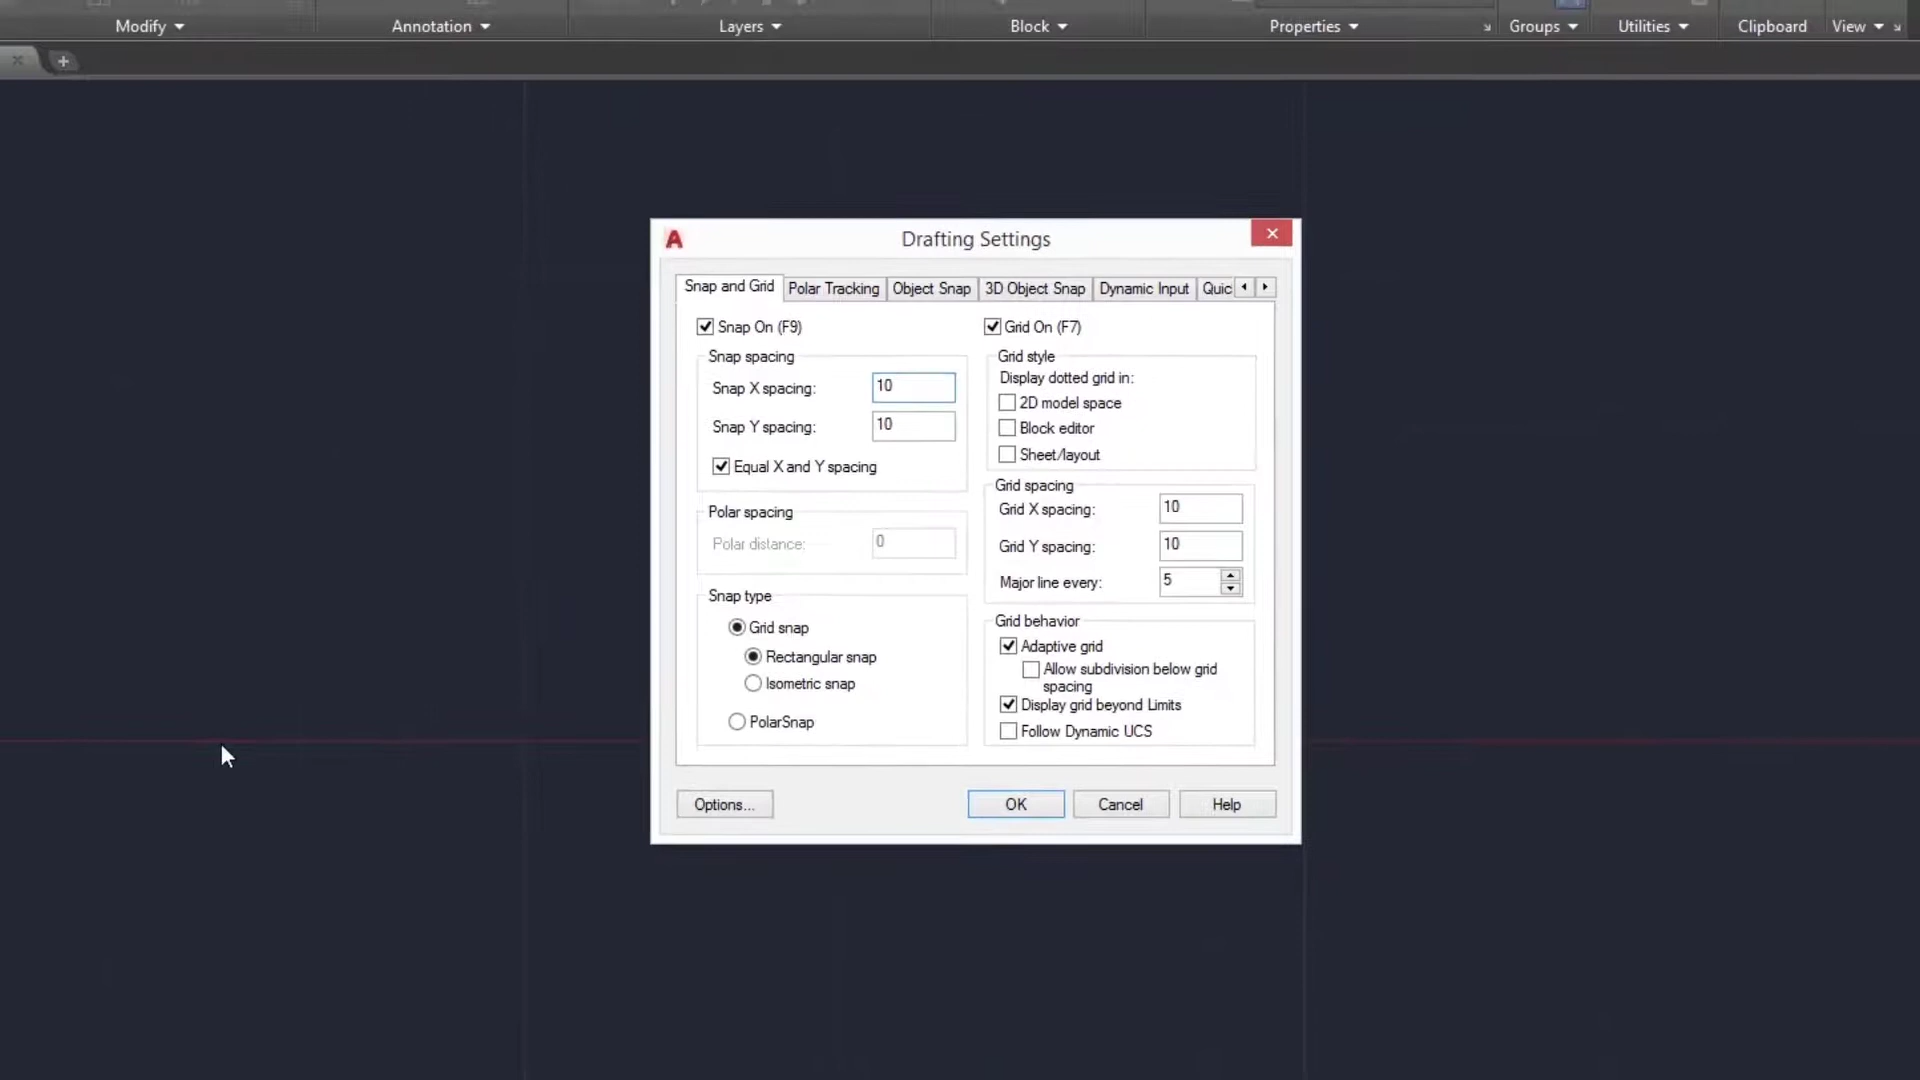 Modify Annotation Layers Block Properties Groups Utilities Clipboard View
Drafting Settings
Snap and Grid Polar Tracking Object Snap 3D Object Snap Dynamic Input Quic
Snap On (F9)
Snap spacing
Snap X spacing: 10
Snap Y spacing: 10
Equal X and Y spacing
Polar spacing
Polar distance: 0
Snap type
Grid snap
Rectangular snap
Isometric snap
PolarSnap
Grid On (F7)
Grid style
Display dotted grid in:
2D model space
Block editor
Sheet/layout
Grid spacing
Grid X spacing: 10
Grid Y spacing: 10
Major line every: 5
Grid behavior
Adaptive grid
Allow subdivision below grid
spacing
Display grid beyond Limits
Follow Dynamic UCS
Options... OK Cancel Help